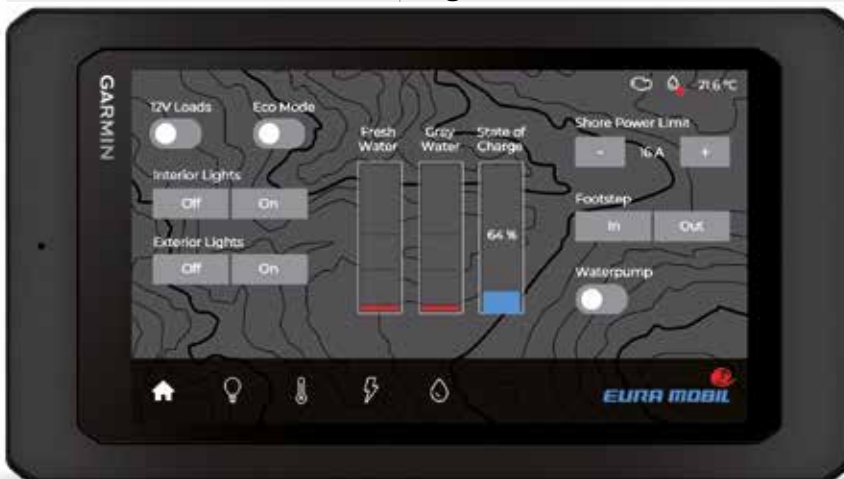 GARMIN
21.6 °C
12V Loads
Eco Mode
Interior Lights
Off
On
Exterior Lights
Off
On
Fresh
Water
Gray
Water
State of
Charge
64 %
Shore Power Limit
-
16 A
+
Footstep
In
Out
Waterpump
EURA MOBIL